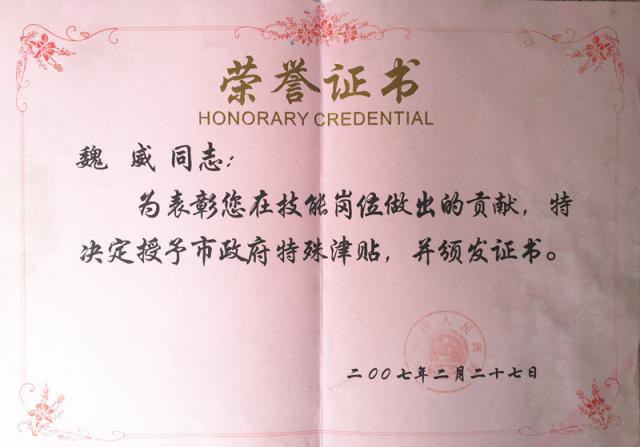 荣誉证书
HONORARY CREDENTIAL
魏 威 同志：
为表彰您在技能岗位做出的贡献，特
决定授予市政府特殊津贴，并颁发证书。
二〇〇七年二月二十七日